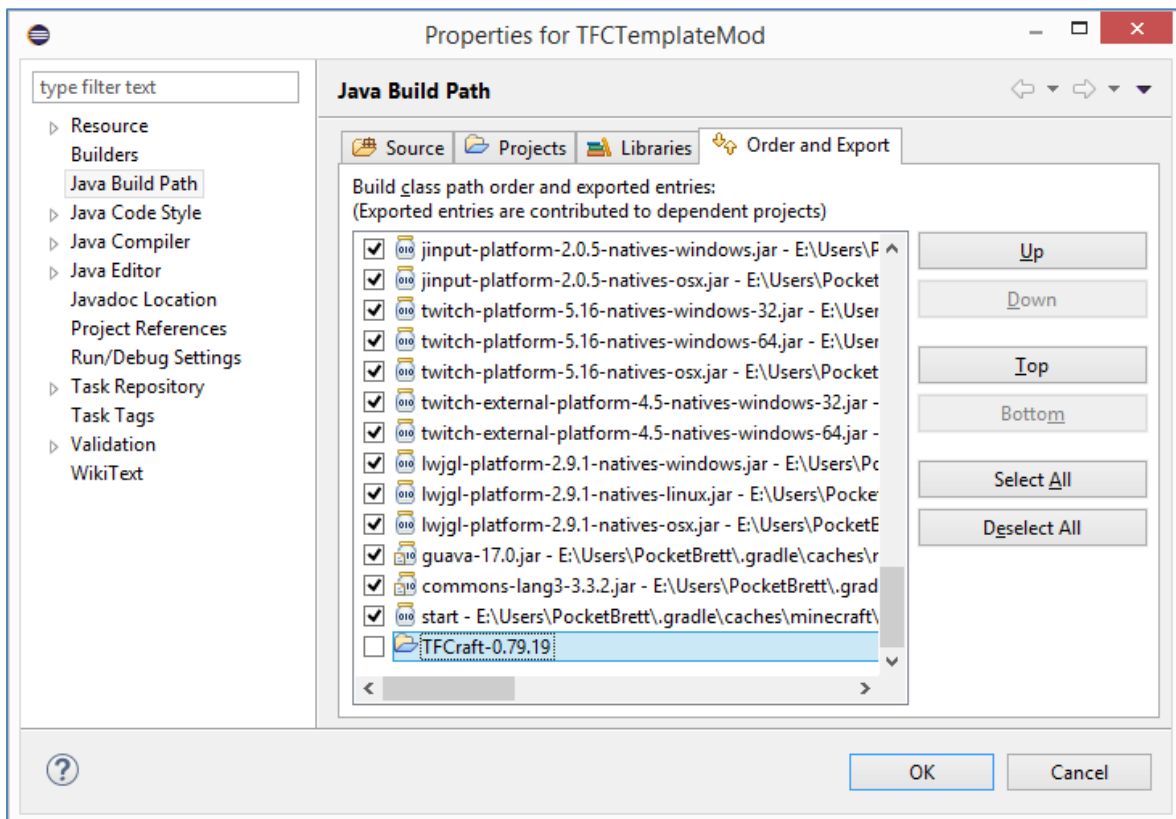 Properties for TFCTemplateMod
type filter text
Resource
Builders
Java Build Path
Java Code Style
Java Compiler
Java Editor
Javadoc Location
Project References
Run/Debug Settings
Task Repository
Task Tags
Validation
WikiText
Java Build Path
Source Projects Libraries Order and Export
Build class path order and exported entries:
(Exported entries are contributed to dependent projects)
jinput-platform-2.0.5-natives-windows.jar - E:\Users\P
jinput-platform-2.0.5-natives-osx.jar - E:\Users\Pocket
twitch-platform-5.16-natives-windows-32.jar - E:\User
twitch-platform-5.16-natives-windows-64.jar - E:\User
twitch-platform-5.16-natives-osx.jar - E:\Users\Pocket
twitch-external-platform-4.5-natives-windows-32.jar -
twitch-external-platform-4.5-natives-windows-64.jar -
lwjgl-platform-2.9.1-natives-windows.jar - E:\Users\Pc
lwjgl-platform-2.9.1-natives-linux.jar - E:\Users\Pocke
lwjgl-platform-2.9.1-natives-osx.jar - E:\Users\PocketE
guava-17.0.jar - E:\Users\PocketBrett\.gradle\caches\r
commons-lang3-3.3.2.jar - E:\Users\PocketBrett\.grad
start - E:\Users\PocketBrett\.gradle\caches\minecraft\
TFCraft-0.79.19
Up
Down
Top
Bottom
Select All
Deselect All
OK Cancel